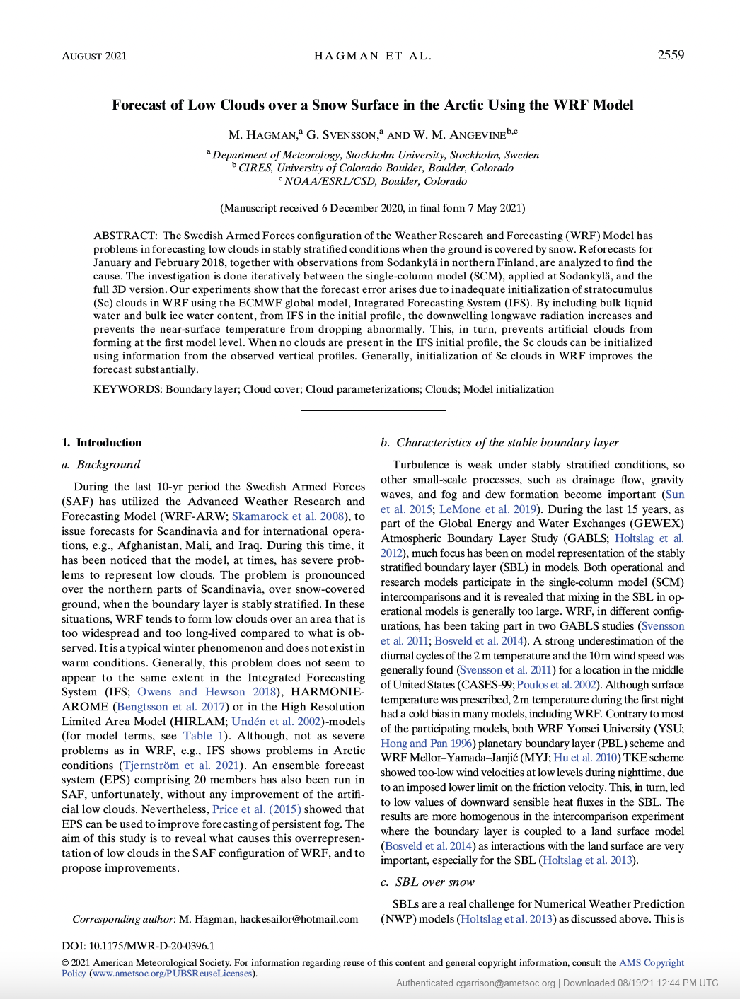 AUGUST 2021
HAGMAN ET AL.
2559
Forecast of Low Clouds over a Snow Surface in the Arctic Using the WRF Model
M. HAGMAN,a G. SVENSSON,a AND W. M. ANGEVINEb,c
a Department of Meteorology, Stockholm University, Stockholm, Sweden
b CIRES, University of Colorado Boulder, Boulder, Colorado
c NOAA/ESRL/CSD, Boulder, Colorado
(Manuscript received 6 December 2020, in final form 7 May 2021)
ABSTRACT: The Swedish Armed Forces configuration of the Weather Research and Forecasting (WRF) Model has
problems in forecasting low clouds in stably stratified conditions when the ground is covered by snow. Reforecasts for
January and February 2018, together with observations from Sodankylä in northern Finland, are analyzed to find the
cause. The investigation is done iteratively between the single-column model (SCM), applied at Sodankylä, and the
full 3D version. Our experiments show that the forecast error arises due to inadequate initialization of stratocumulus
(Sc) clouds in WRF using the ECMWF global model, Integrated Forecasting System (IFS). By including bulk liquid
water and bulk ice water content, from IFS in the initial profile, the downwelling longwave radiation increases and
prevents the near-surface temperature from dropping abnormally. This, in turn, prevents artificial clouds from
forming at the first model level. When no clouds are present in the IFS initial profile, the Sc clouds can be initialized
using information from the observed vertical profiles. Generally, initialization of Sc clouds in WRF improves the
forecast substantially.
KEYWORDS: Boundary layer; Cloud cover; Cloud parameterizations; Clouds; Model initialization
1. Introduction
a. Background
During the last 10-yr period the Swedish Armed Forces
(SAF) has utilized the Advanced Weather Research and
Forecasting Model (WRF-ARW; Skamarock et al. 2008), to
issue forecasts for Scandinavia and for international opera-
tions, e.g., Afghanistan, Mali, and Iraq. During this time, it
has been noticed that the model, at times, has severe prob-
lems to represent low clouds. The problem is pronounced
over the northern parts of Scandinavia, over snow-covered
ground, when the boundary layer is stably stratified. In these
situations, WRF tends to form low clouds over an area that is
too widespread and too long-lived compared to what is ob-
served. It is a typical winter phenomenon and does not exist in
warm conditions. Generally, this problem does not seem to
appear to the same extent in the Integrated Forecasting
System (IFS; Owens and Hewson 2018), HARMONIE-
AROME (Bengtsson et al. 2017) or in the High Resolution
Limited Area Model (HIRLAM; Undén et al. 2002)-models
(for model terms, see Table 1). Although, not as severe
problems as in WRF, e.g., IFS shows problems in Arctic
conditions (Tjernström et al. 2021). An ensemble forecast
system (EPS) comprising 20 members has also been run in
SAF, unfortunately, without any improvement of the artifi-
cial low clouds. Nevertheless, Price et al. (2015) showed that
EPS can be used to improve forecasting of persistent fog. The
aim of this study is to reveal what causes this overrepresen-
tation of low clouds in the SAF configuration of WRF, and to
propose improvements.
Corresponding author: M. Hagman, hackesailor@hotmail.com
b. Characteristics of the stable boundary layer
Turbulence is weak under stably stratified conditions, so
other small-scale processes, such as drainage flow, gravity
waves, and fog and dew formation become important (Sun
et al. 2015; LeMone et al. 2019). During the last 15 years, as
part of the Global Energy and Water Exchanges (GEWEX)
Atmospheric Boundary Layer Study (GABLS; Holtslag et al.
2012), much focus has been on model representation of the stably
stratified boundary layer (SBL) in models. Both operational and
research models participate in the single-column model (SCM)
intercomparisons and it is revealed that mixing in the SBL in op-
erational models is generally too large. WRF, in different config-
urations, has been taking part in two GABLS studies (Svensson
et al. 2011; Bosveld et al. 2014). A strong underestimation of the
diurnal cycles of the 2 m temperature and the 10 m wind speed was
generally found (Svensson et al. 2011) for a location in the middle
of United States (CASES-99; Poulos et al. 2002). Although surface
temperature was prescribed, 2 m temperature during the first night
had a cold bias in many models, including WRF. Contrary to most
of the participating models, both WRF Yonsei University (YSU;
Hong and Pan 1996) planetary boundary layer (PBL) scheme and
WRF Mellor–Yamada–Janjić (MYJ; Hu et al. 2010) TKE scheme
showed too-low wind velocities at low levels during nighttime, due
to an imposed lower limit on the friction velocity. This, in turn, led
to low values of downward sensible heat fluxes in the SBL. The
results are more homogenous in the intercomparison experiment
where the boundary layer is coupled to a land surface model
(Bosveld et al. 2014) as interactions with the land surface are very
important, especially for the SBL (Holtslag et al. 2013).
c. SBL over snow
SBLs are a real challenge for Numerical Weather Prediction
(NWP) models (Holtslag et al. 2013) as discussed above. This is
DOI: 10.1175/MWR-D-20-0396.1
© 2021 American Meteorological Society. For information regarding reuse of this content and general copyright information, consult the AMS Copyright
Policy (www.ametsoc.org/PUBSReuseLicenses).
Authenticated cgarrison@ametsoc.org | Downloaded 08/19/21 12:44 PM UTC